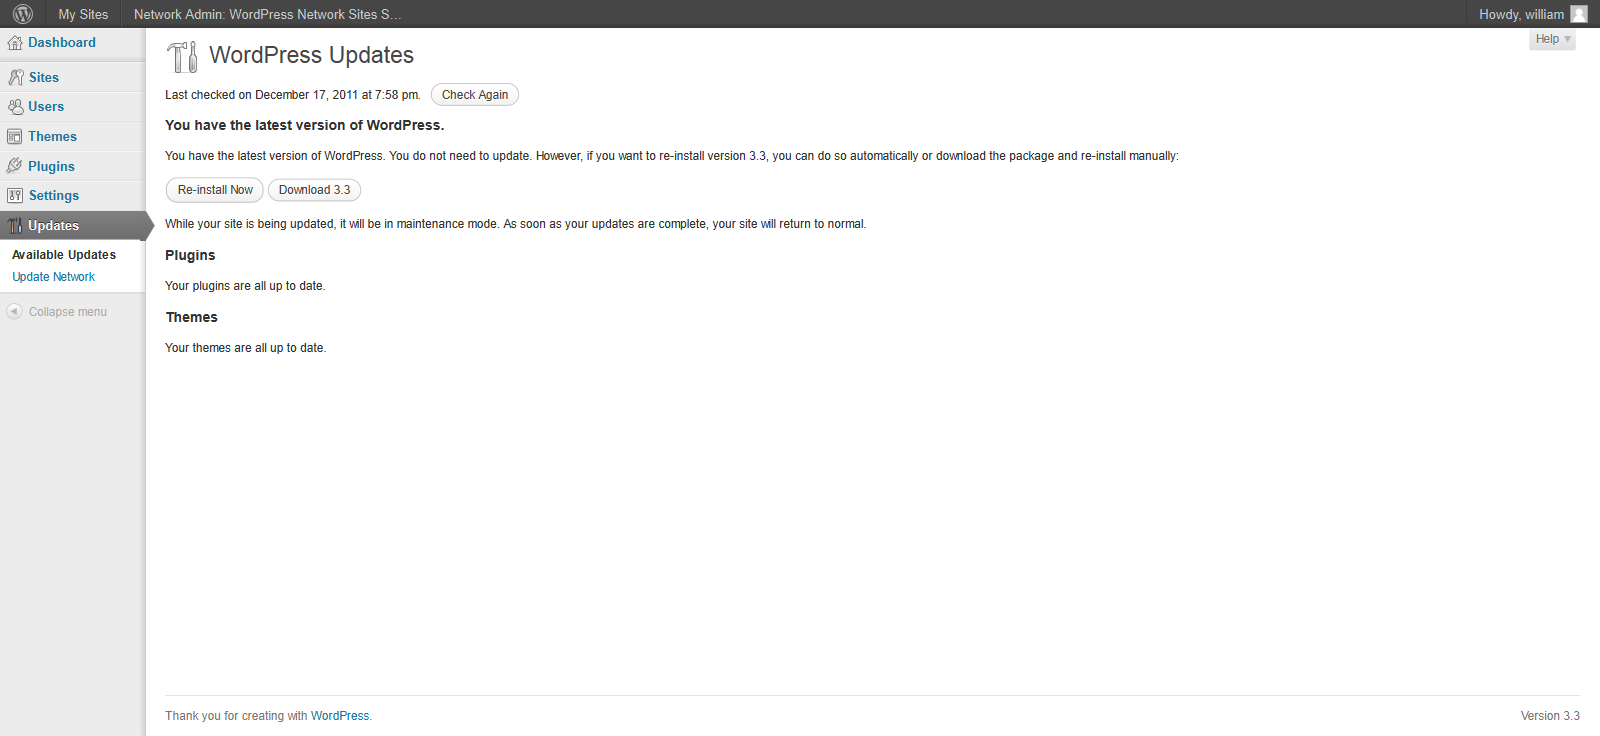 My Sites Network Admin: WordPress Network Sites S... Howdy, william
Help
Dashboard
Sites
Users
Themes
Plugins
Settings
Updates
Available Updates
Update Network
Collapse menu
WordPress Updates
Last checked on December 17, 2011 at 7:58 pm. Check Again
You have the latest version of WordPress.
You have the latest version of WordPress. You do not need to update. However, if you want to re-install version 3.3, you can do so automatically or download the package and re-install manually:
Re-install Now Download 3.3
While your site is being updated, it will be in maintenance mode. As soon as your updates are complete, your site will return to normal.
Plugins
Your plugins are all up to date.
Themes
Your themes are all up to date.
Thank you for creating with WordPress. Version 3.3